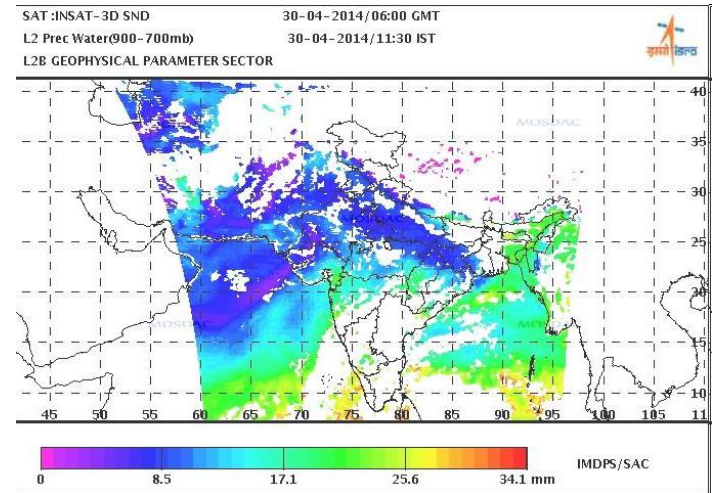 SAT :INSAT-3D SND 30-04-2014/06:00 GMT
L2 Prec Water(900-700mb) 30-04-2014/11:30 IST
L2B GEOPHYSICAL PARAMETER SECTOR
इसरो isro
40
MOSDAC
35
30
MOSDAC
25
20
MOSDAC MOS
15
10
45 50 55 60 65 70 75 80 85 90 95 100 105 11
0 8.5 17.1 25.6 34.1 mm
IMDPS/SAC